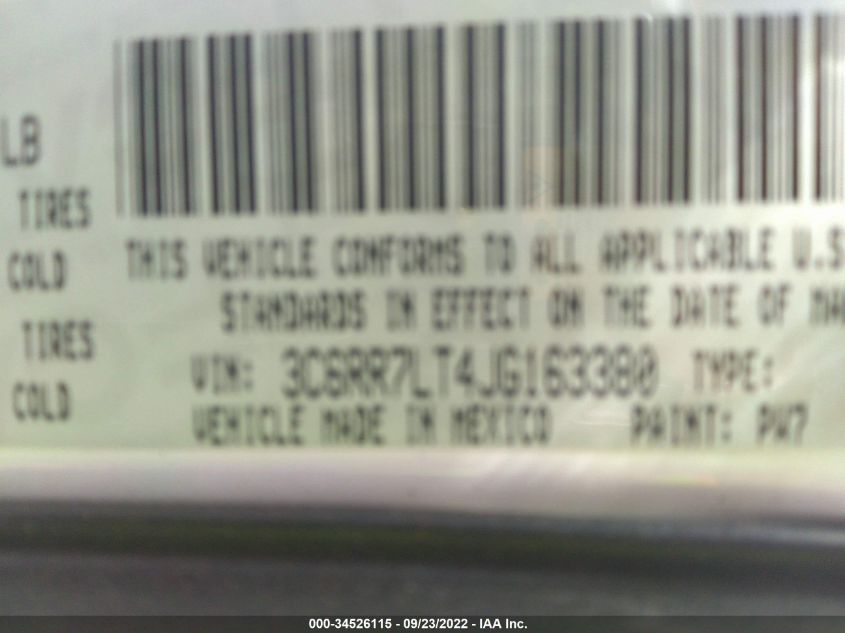 LB
TIRES
COLD
TIRES
COLD
THIS VEHICLE CONFORMS TO ALL APPLICABLE U.S
STANDARDS IN EFFECT ON THE DATE OF MA
VIN: 3C6RR7LT4JG163380 TYPE:
VEHICLE MADE IN MEXICO PAINT: PW7
000-34526115 - 09/23/2022 - IAA Inc.